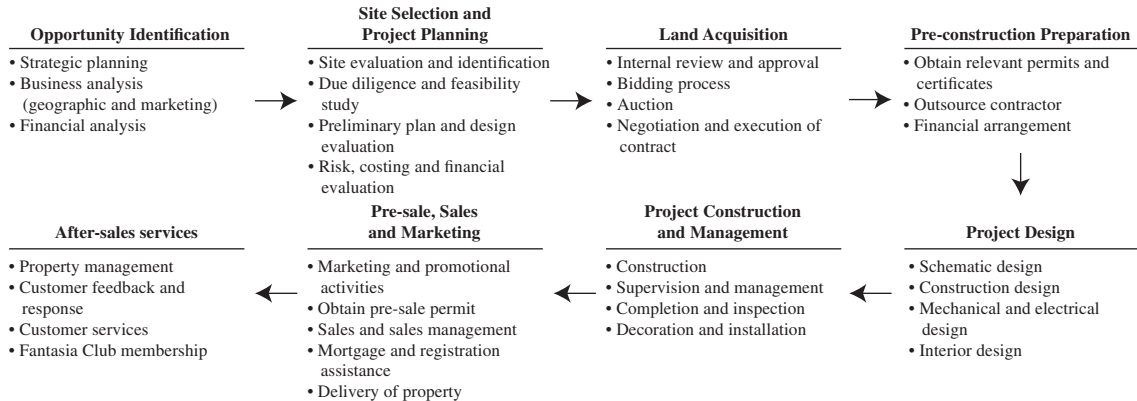 Opportunity Identification
• Strategic planning
• Business analysis
(geographic and marketing)
• Financial analysis
Site Selection and
Project Planning
• Site evaluation and identification
• Due diligence and feasibility
study
• Preliminary plan and design
evaluation
• Risk, costing and financial
evaluation
Land Acquisition
• Internal review and approval
• Bidding process
• Auction
• Negotiation and execution of
contract
Pre-construction Preparation
• Obtain relevant permits and
certificates
• Outsource contractor
• Financial arrangement
Project Design
• Schematic design
• Construction design
• Mechanical and electrical
design
• Interior design
Project Construction
and Management
• Construction
• Supervision and management
• Completion and inspection
• Decoration and installation
Pre-sale, Sales
and Marketing
• Marketing and promotional
activities
• Obtain pre-sale permit
• Sales and sales management
• Mortgage and registration
assistance
• Delivery of property
After-sales services
• Property management
• Customer feedback and
response
• Customer services
• Fantasia Club membership